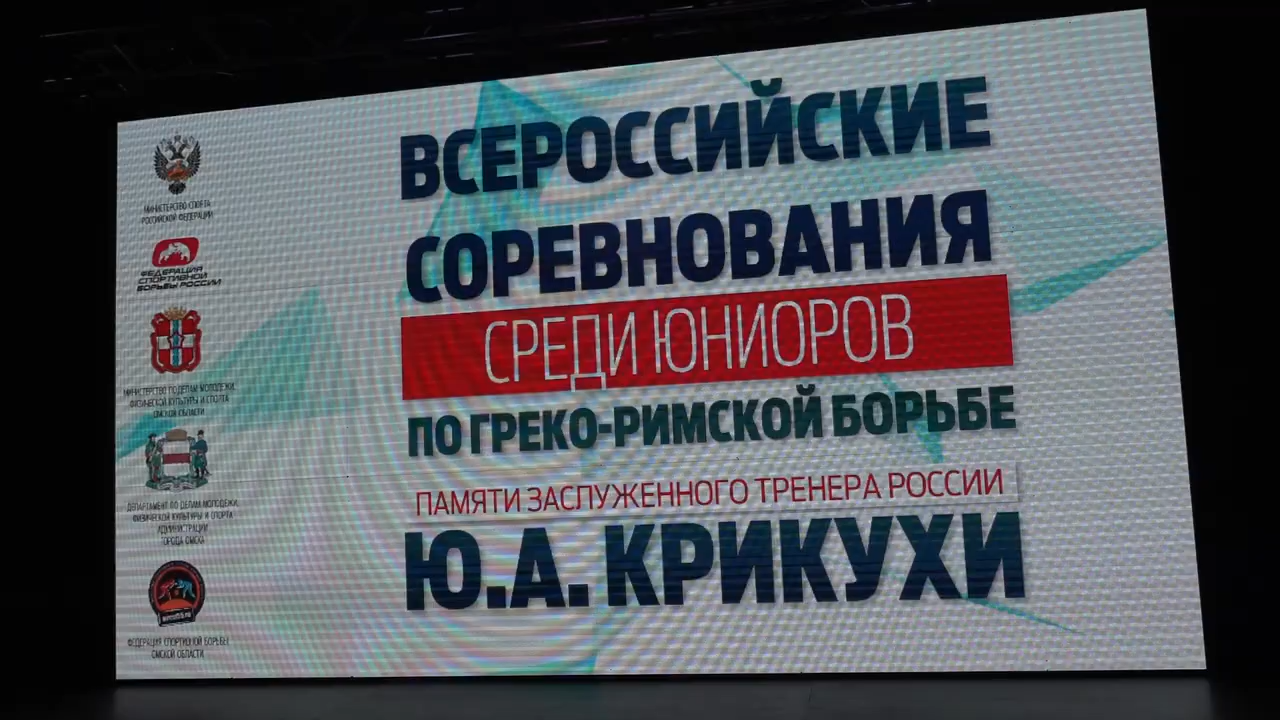 МИНИСТЕРСТВО СПОРТА
РОССИЙСКОЙ ФЕДЕРАЦИИ
ФЕДЕРАЦИЯ
СПОРТИВНОЙ
БОРЬБЫ РОССИИ
МИНИСТЕРСТВО ПО ДЕЛАМ МОЛОДЕЖИ,
ФИЗИЧЕСКОЙ КУЛЬТУРЫ И СПОРТА
ОМСКОЙ ОБЛАСТИ
ДЕПАРТАМЕНТ ПО ДЕЛАМ МОЛОДЕЖИ,
ФИЗИЧЕСКОЙ КУЛЬТУРЫ И СПОРТА
АДМИНИСТРАЦИИ
ГОРОДА ОМСКА
ФЕДЕРАЦИЯ СПОРТИВНОЙ БОРЬБЫ
ОМСКОЙ ОБЛАСТИ
ВСЕРОССИЙСКИЕ
СОРЕВНОВАНИЯ
СРЕДИ ЮНИОРОВ
ПО ГРЕКО-РИМСКОЙ БОРЬБЕ
ПАМЯТИ ЗАСЛУЖЕННОГО ТРЕНЕРА РОССИИ
Ю.А. КРИКУХИ